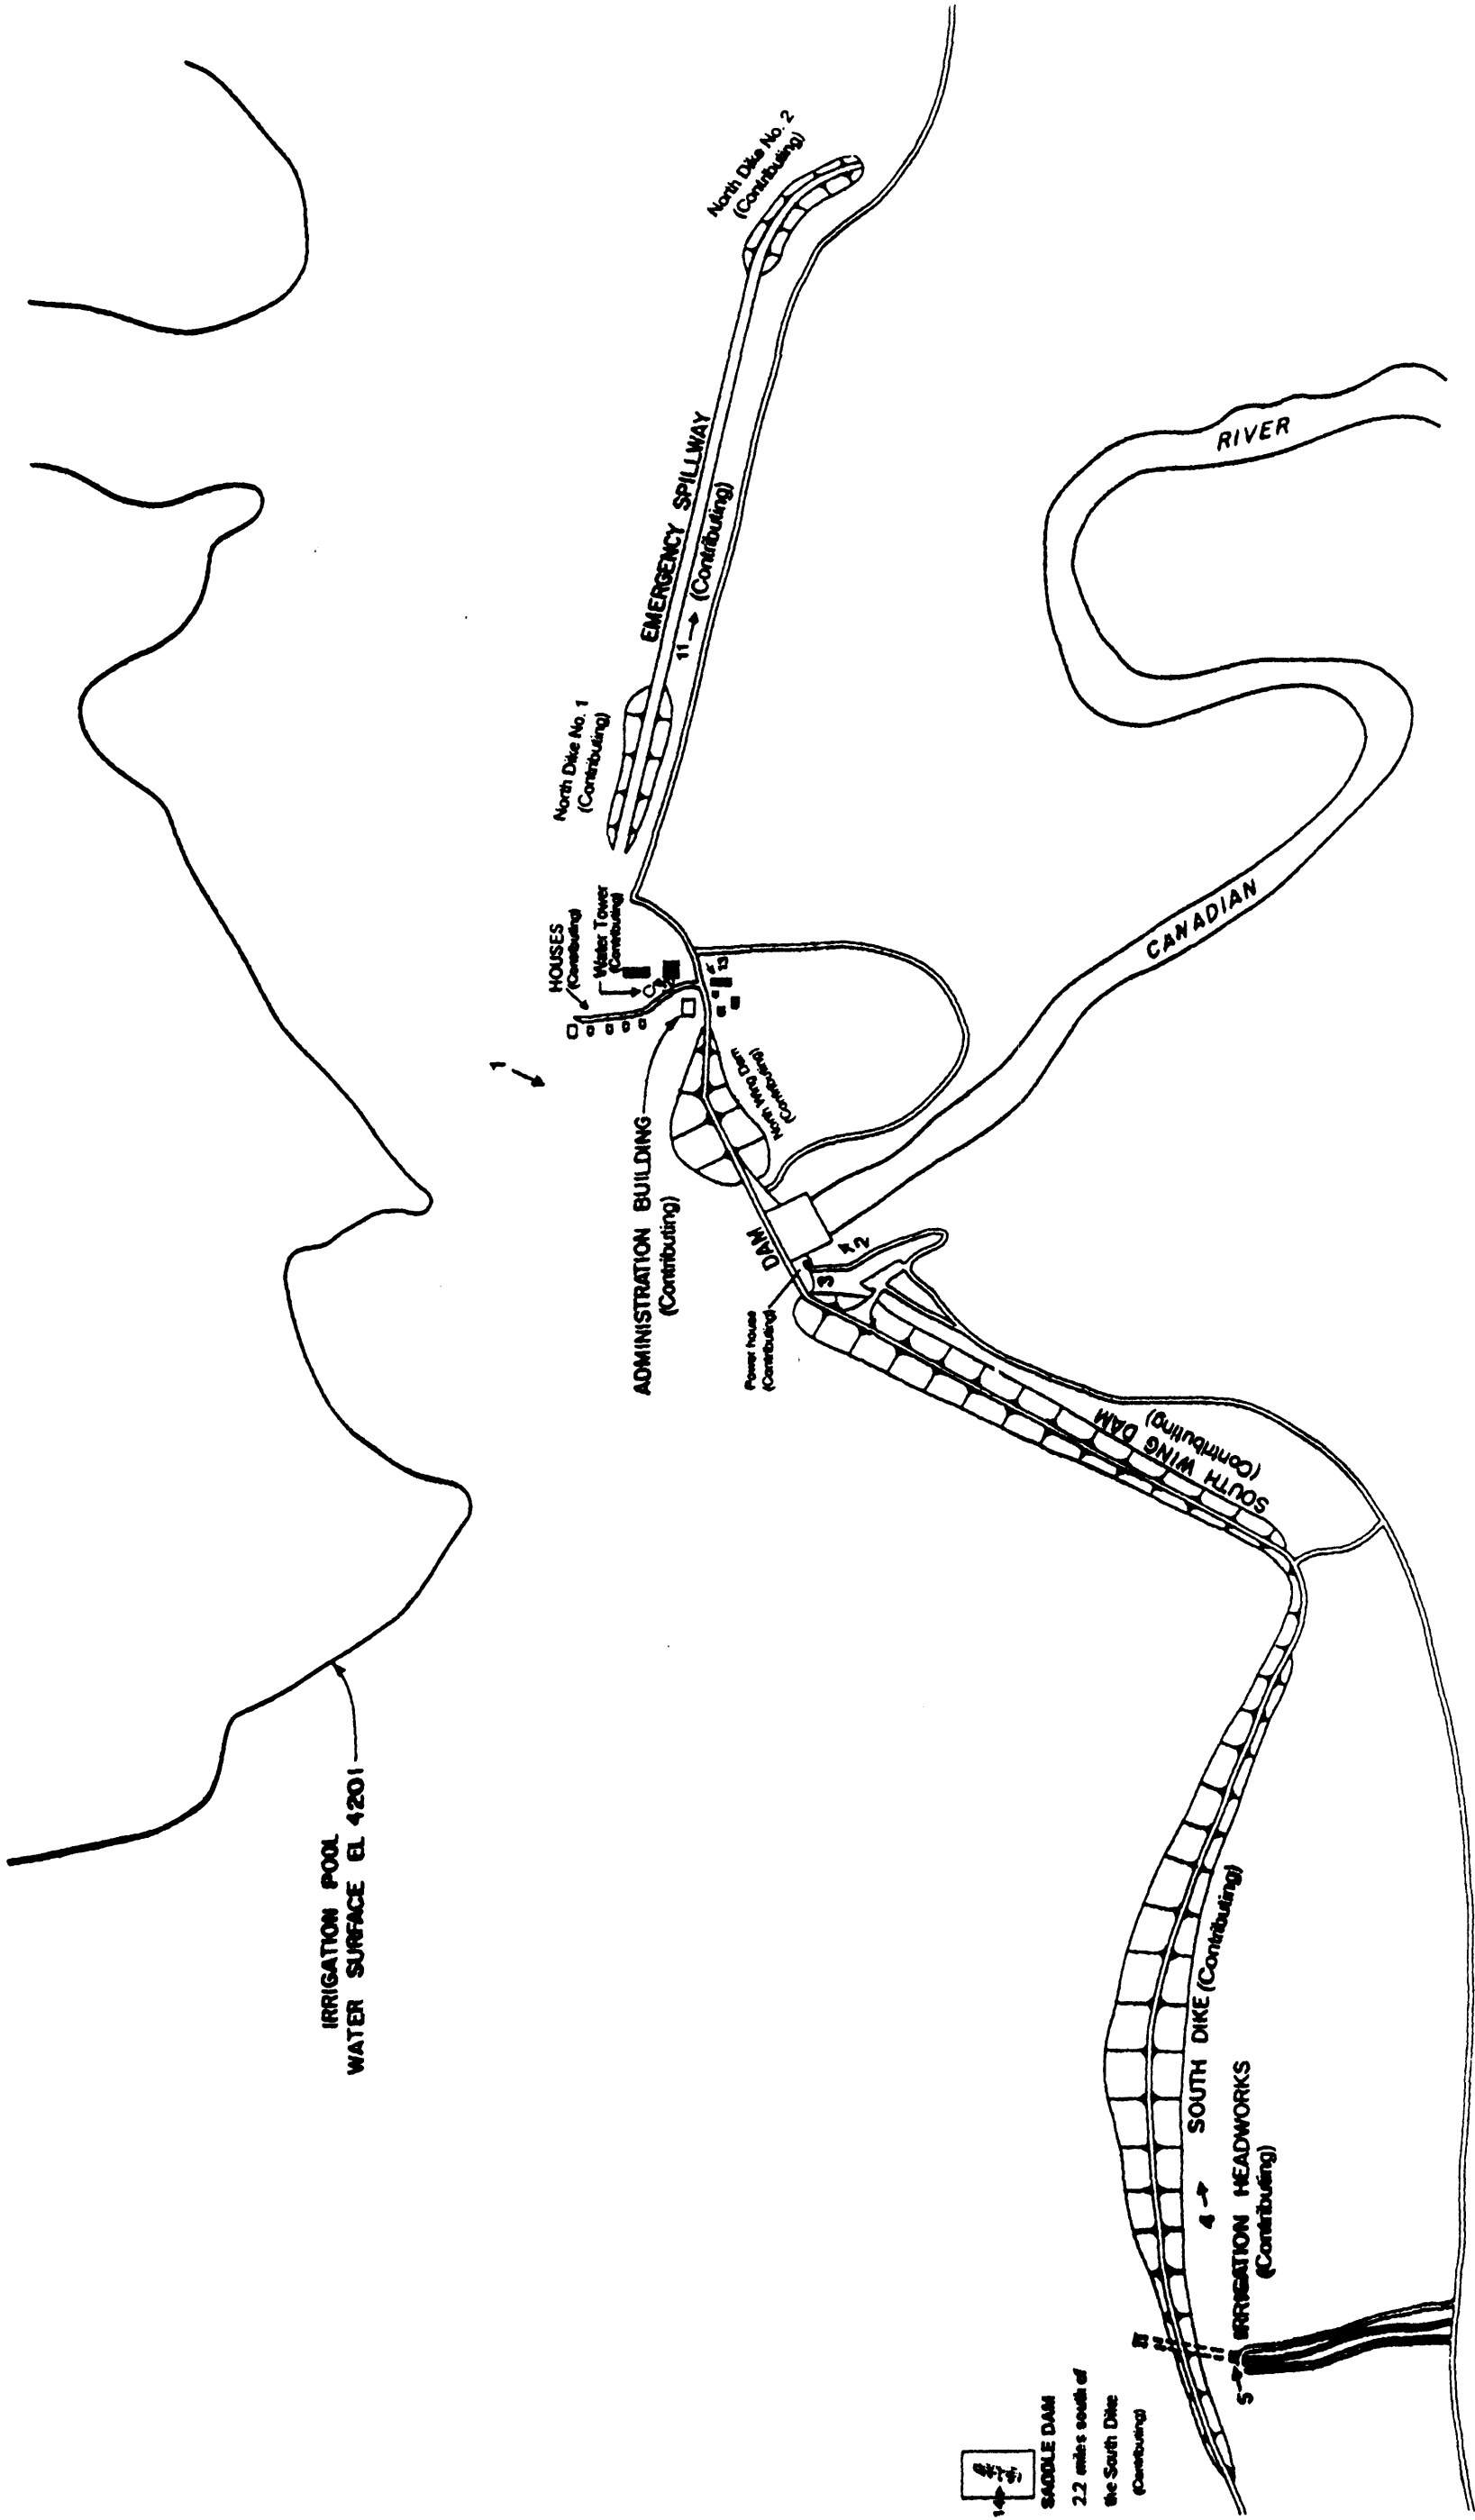 IRRIGATION POOL
WATER SURFACE EL 4201
HOUSES
(Contributing)
Water Tower
(Contributing)
North Dike No. 1
(Contributing)
EMERGENCY SPILLWAY
11
(Contributing)
North Dike No. 2
(Contributing)
1
ADMINISTRATION BUILDING
(Contributing)
13
North Wing Dam
(Contributing)
DAM
Power house
(Contributing)
3
2
SOUTH WING DAM
(Contributing)
CANADIAN
RIVER
SADDLE DAM
2.2 miles south of
the South Dike
(Contributing)
4
SOUTH DIKE (Contributing)
5
IRRIGATION HEADWORKS
(Contributing)